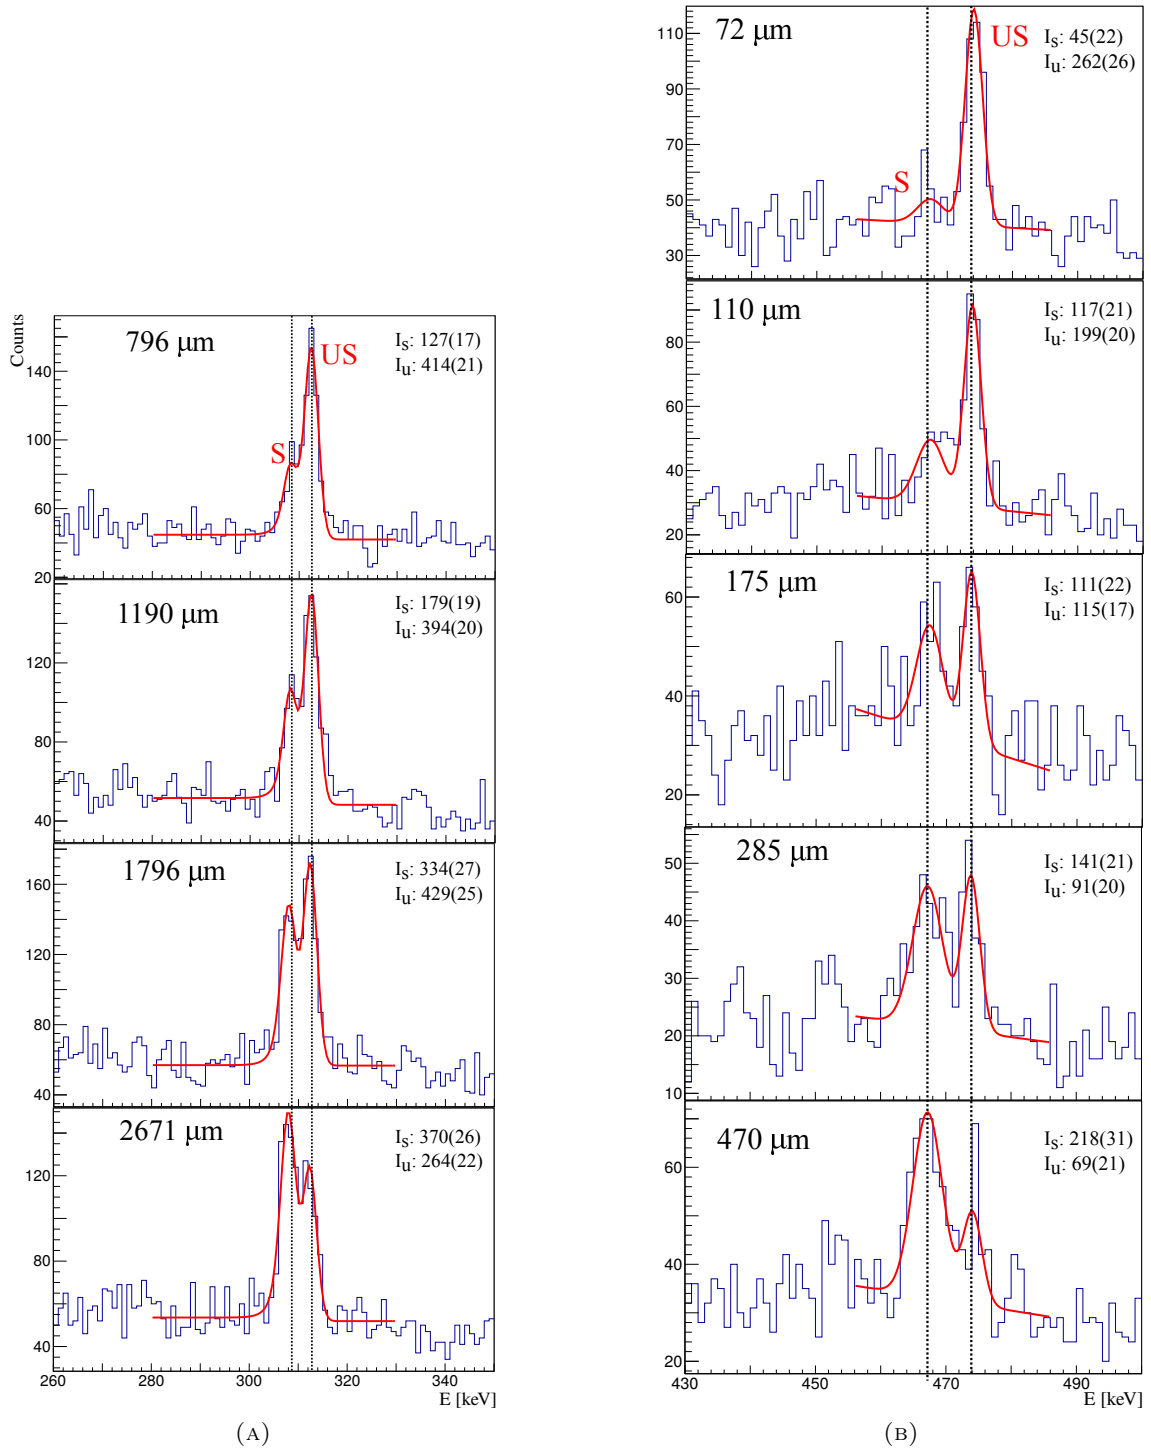 796 μm
I_s: 127(17)
I_u: 414(21)
US
S
Counts
140
100
60
20
1190 μm
I_s: 179(19)
I_u: 394(20)
120
80
40
1796 μm
I_s: 334(27)
I_u: 429(25)
160
120
80
40
2671 μm
I_s: 370(26)
I_u: 264(22)
120
80
40
260 280 300 320 340
E [keV]
(A)
72 μm
I_s: 45(22)
I_u: 262(26)
US
S
110
90
70
50
30
110 μm
I_s: 117(21)
I_u: 199(20)
80
60
40
20
175 μm
I_s: 111(22)
I_u: 115(17)
60
40
20
285 μm
I_s: 141(21)
I_u: 91(20)
50
40
30
20
10
470 μm
I_s: 218(31)
I_u: 69(21)
60
40
20
430 450 470 490
E [keV]
(B)